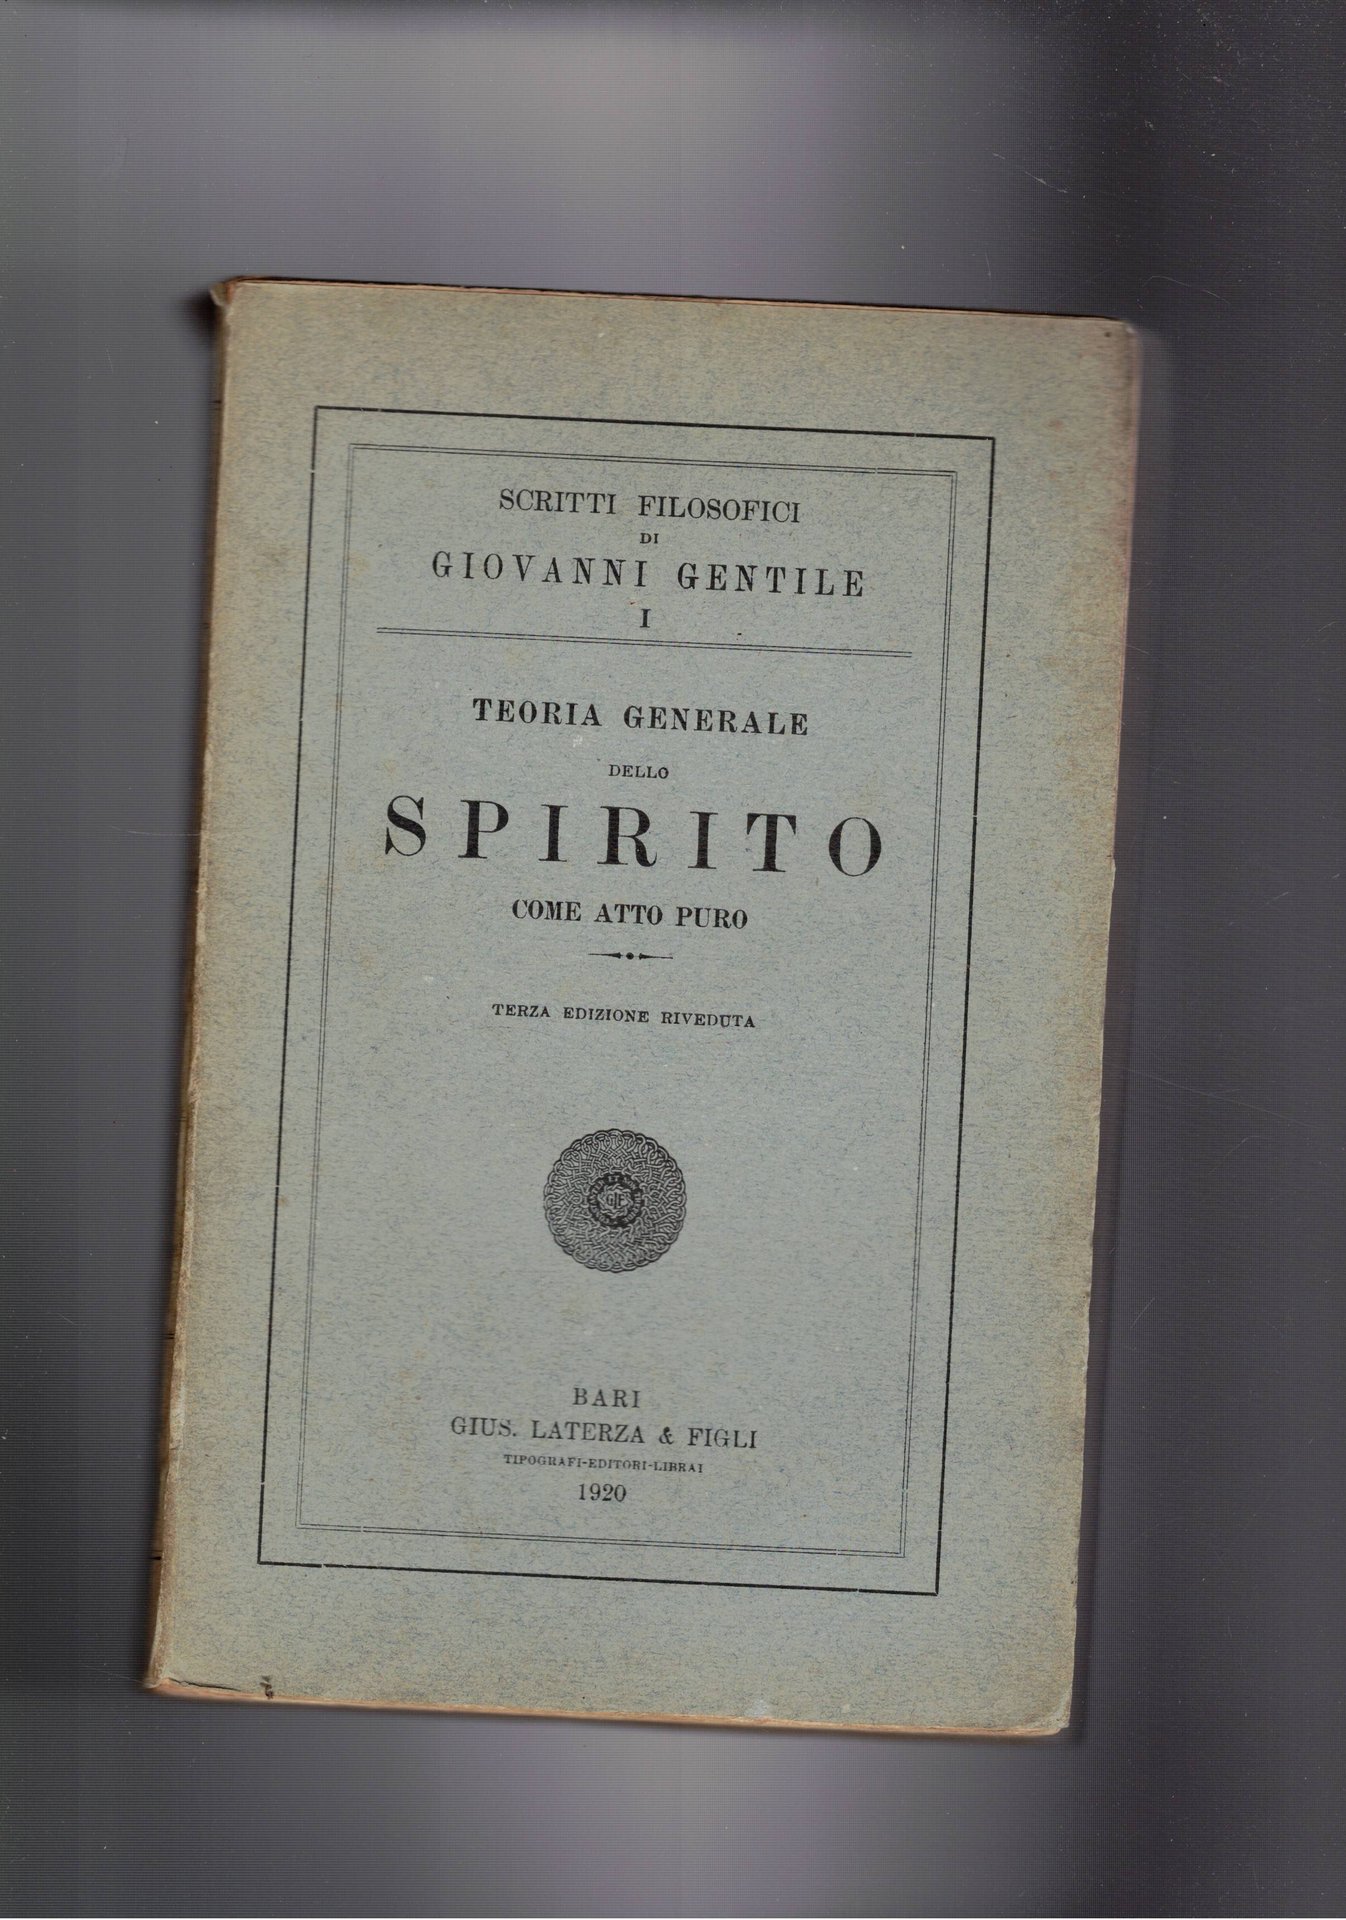 SCRITTI FILOSOFICI
DI
GIOVANNI GENTILE
I
TEORIA GENERALE
DELLO
SPIRITO
COME ATTO PURO
TERZA EDIZIONE RIVEDUTA
BARI
GIUS. LATERZA & FIGLI
TIPOGRAFI-EDITORI-LIBRAI
1920